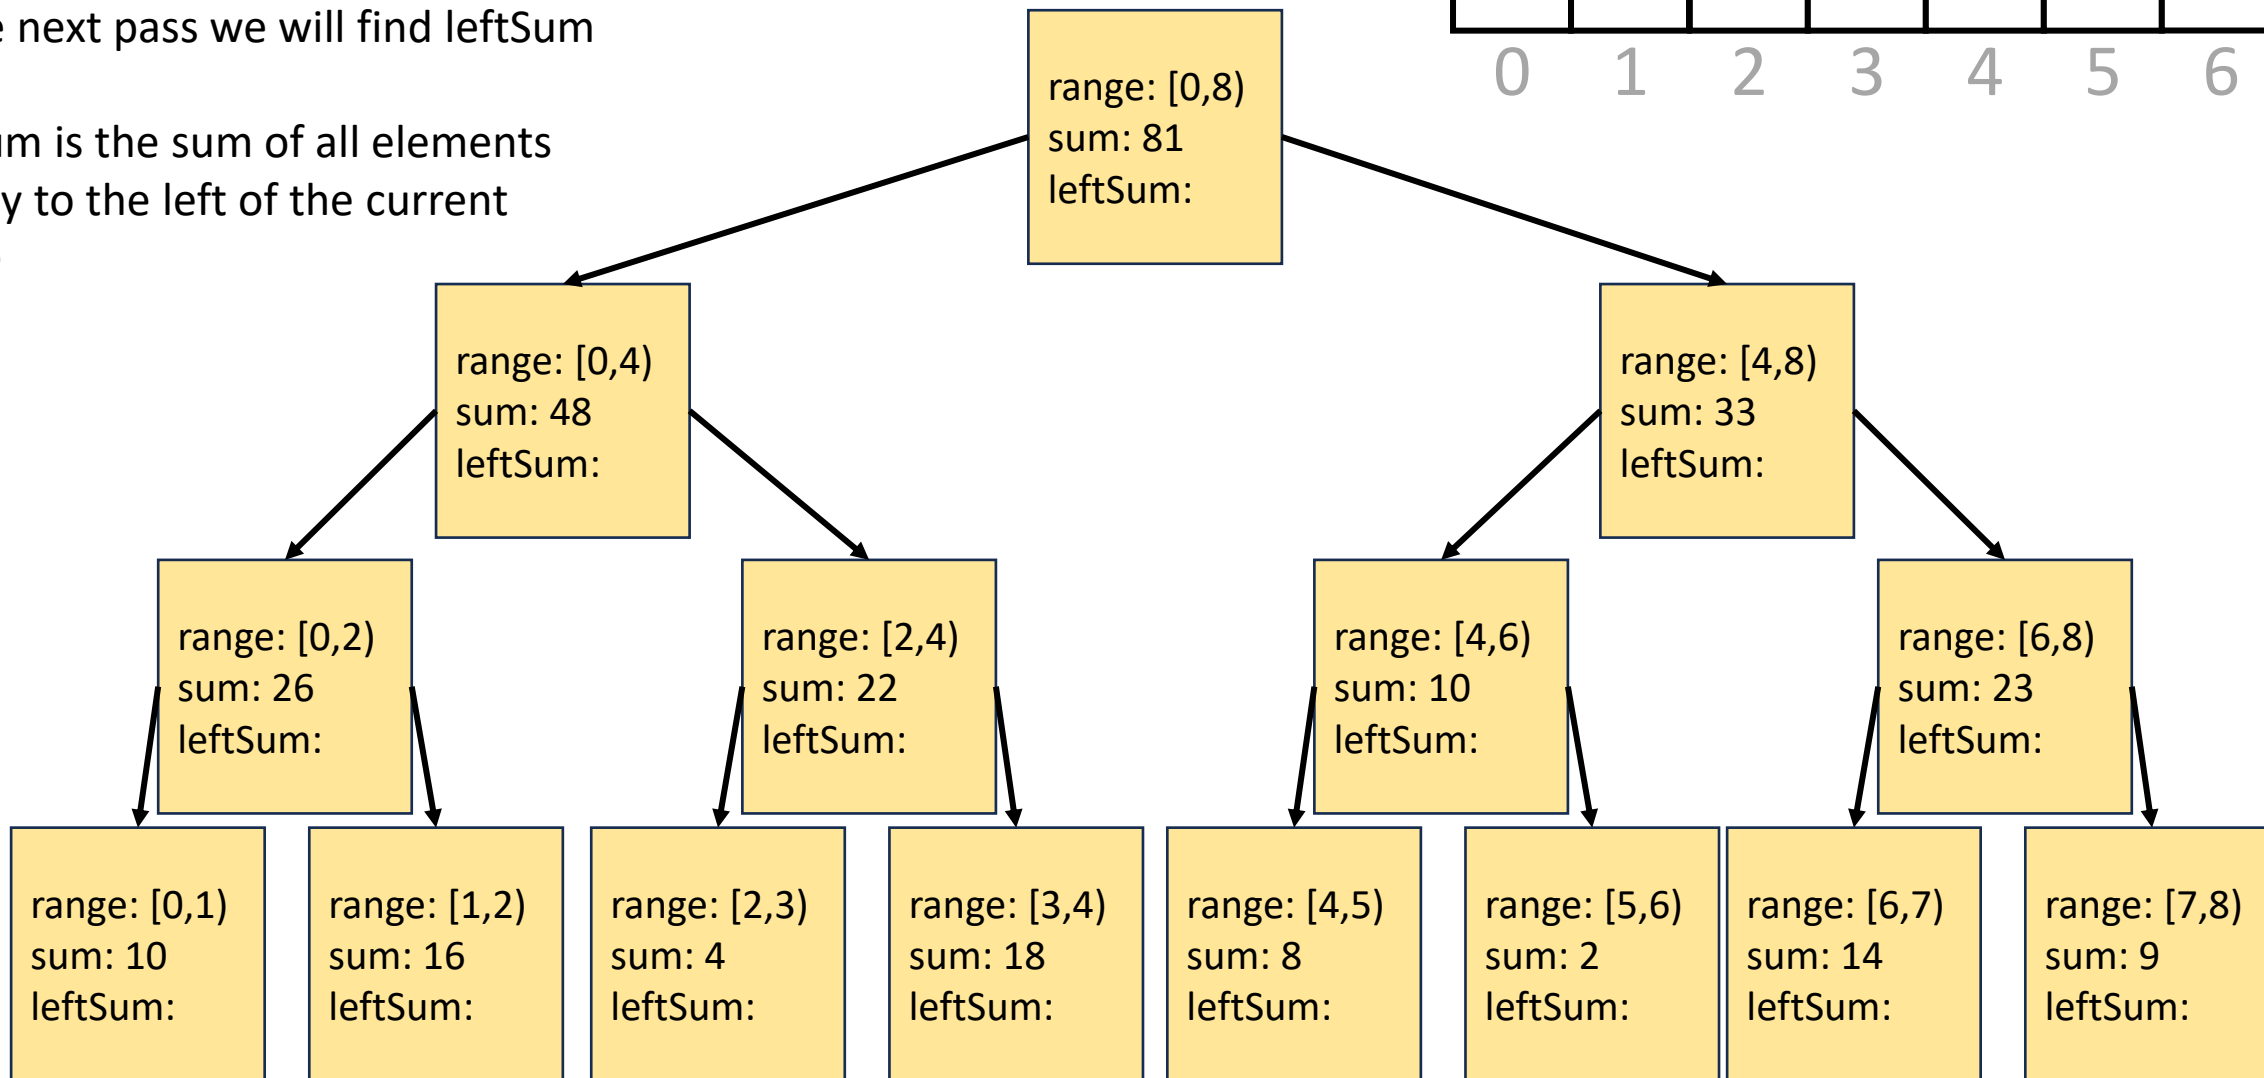 next pass we will find leftSum
is the sum of all elements
to the left of the current
0 1 2 3 4 5 6
range: [0,8)
sum: 81
leftSum:
range: [0,4)
sum: 48
leftSum:
range: [4,8)
sum: 33
leftSum:
range: [0,2)
sum: 26
leftSum:
range: [2,4)
sum: 22
leftSum:
range: [4,6)
sum: 10
leftSum:
range: [6,8)
sum: 23
leftSum:
range: [0,1)
sum: 10
leftSum:
range: [1,2)
sum: 16
leftSum:
range: [2,3)
sum: 4
leftSum:
range: [3,4)
sum: 18
leftSum:
range: [4,5)
sum: 8
leftSum:
range: [5,6)
sum: 2
leftSum:
range: [6,7)
sum: 14
leftSum:
range: [7,8)
sum: 9
leftSum: